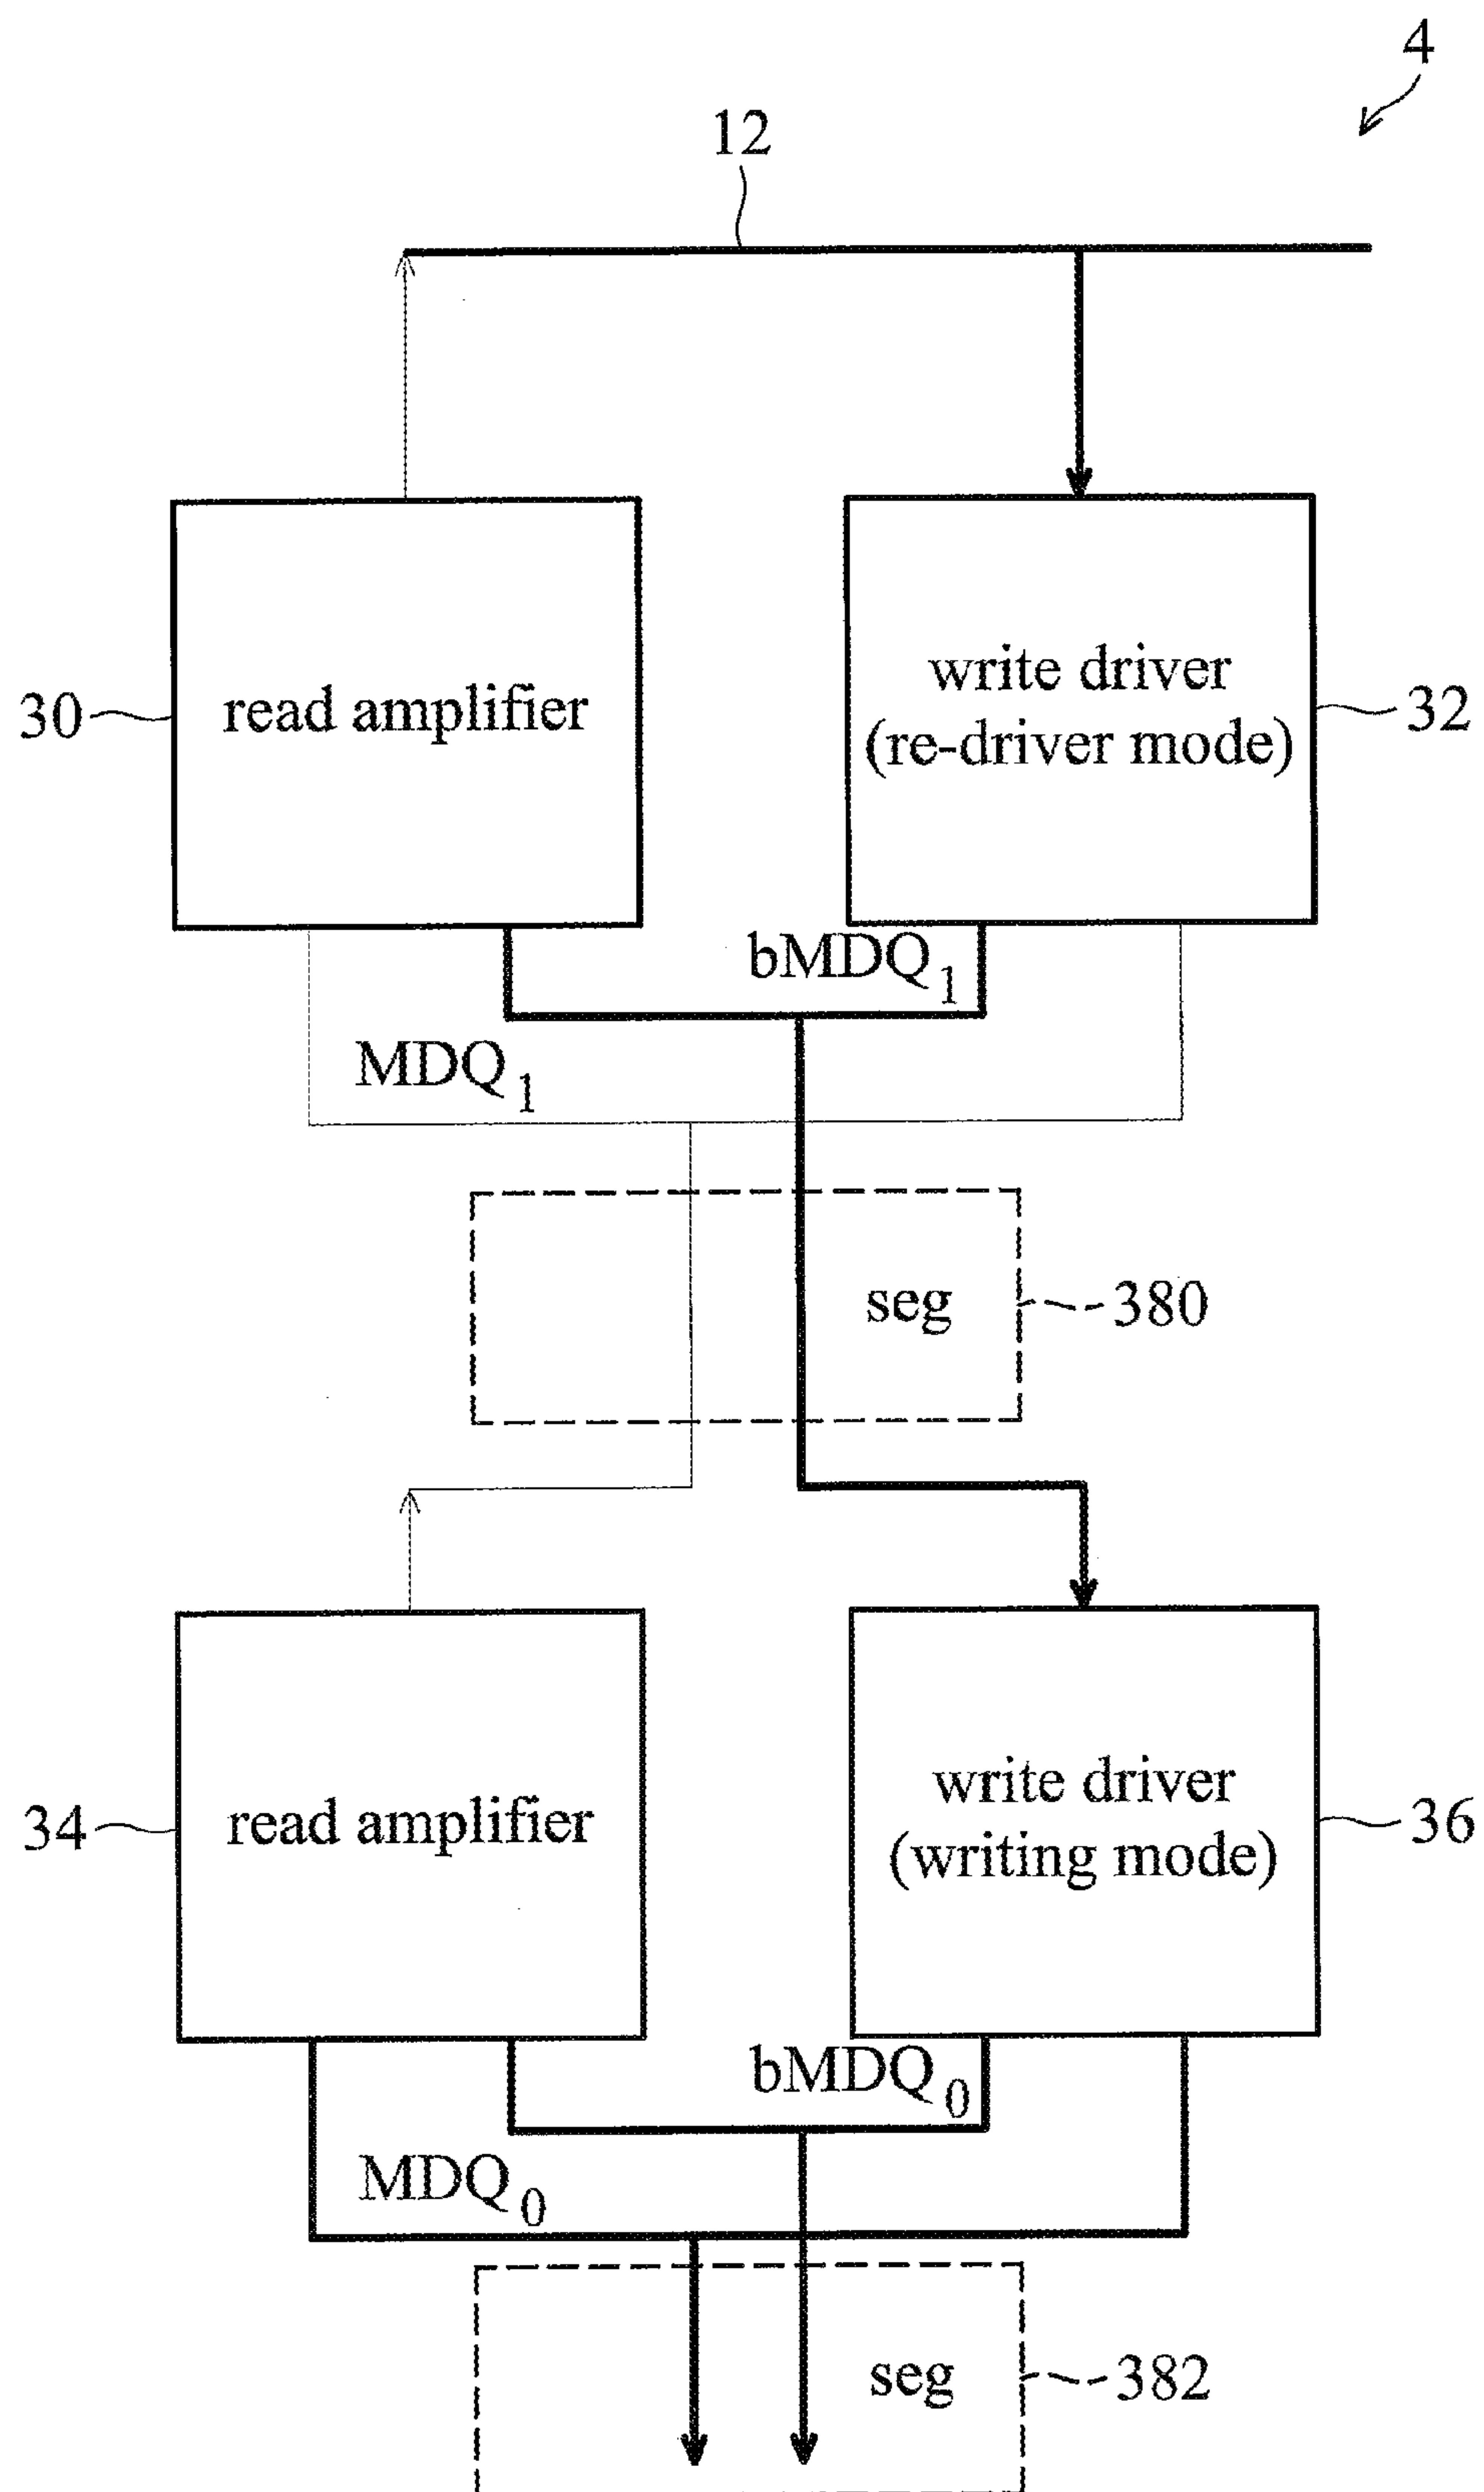 4
12
30
read amplifier
write driver
(re-driver mode)
32
bMDQ1
MDQ1
seg
380
34
read amplifier
write driver
(writing mode)
36
bMDQ0
MDQ0
seg
382